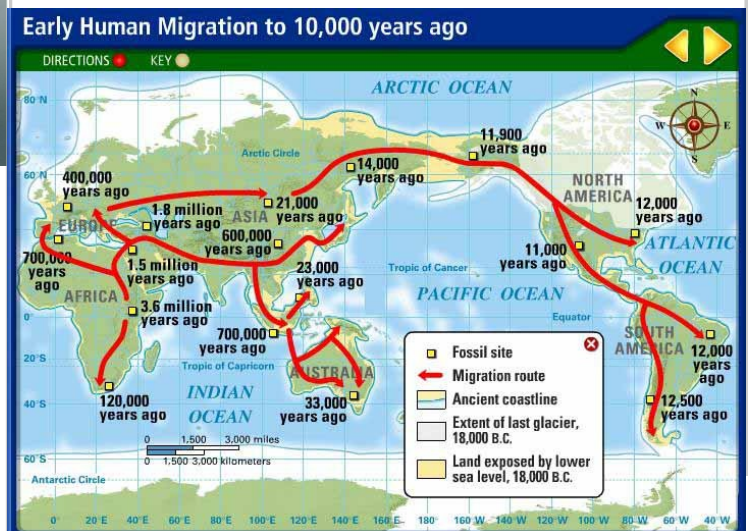 Early Human Migration to 10,000 years ago
DIRECTIONS
KEY
ARCTIC OCEAN
N
W
E
S
80°N
Arctic Circle
11,900
years ago
14,000
years ago
60°N
400,000
years ago
NORTH
AMERICA
1.8 million
years ago
ASIA
21,000
years ago
12,000
years ago
EUROPE
600,000
years ago
11,000
years ago
ATLANTIC
OCEAN
700,000
years
ago
1.5 million
years ago
23,000
years ago
Tropic of Cancer
AFRICA
PACIFIC OCEAN
3.6 million
years ago
0°
Equator
700,000
years ago
SOUTH
AMERICA
12,000
years
ago
20°S
Tropic of Capricorn
AUSTRALIA
INDIAN
OCEAN
120,000
years ago
33,000
years ago
40°S
12,500
years ago
0 1,500 3,000 miles
0 1,500 3,000 kilometers
60°S
Antarctic Circle
Fossil site
Migration route
Ancient coastline
Extent of last glacier,
18,000 B.C.
Land exposed by lower
sea level, 18,000 B.C.
0° 20°E 40°E 60°E 80°E 100°E 120°E 140°E 160°E 180° 160°W 140°W 120°W 100°W 80°W 60°W 40°W